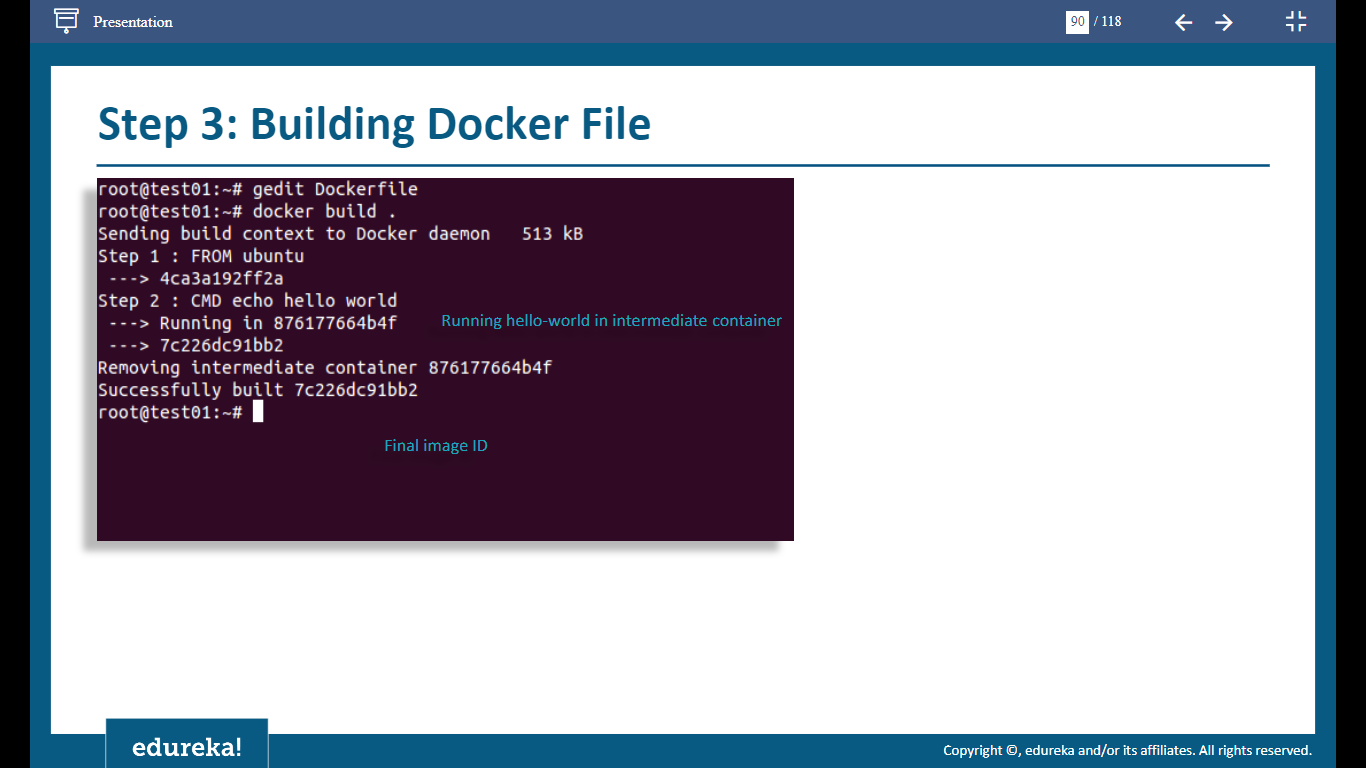 Presentation
90 / 118
Step 3: Building Docker File
root@test01:~# gedit Dockerfile
root@test01:~# docker build .
Sending build context to Docker daemon   513 kB
Step 1 : FROM ubuntu
 ---> 4ca3a192ff2a
Step 2 : CMD echo hello world
 ---> Running in 876177664b4f
Running hello-world in intermediate container
 ---> 7c226dc91bb2
Removing intermediate container 876177664b4f
Successfully built 7c226dc91bb2
root@test01:~#
Final image ID
edureka!
Copyright ©, edureka and/or its affiliates. All rights reserved.